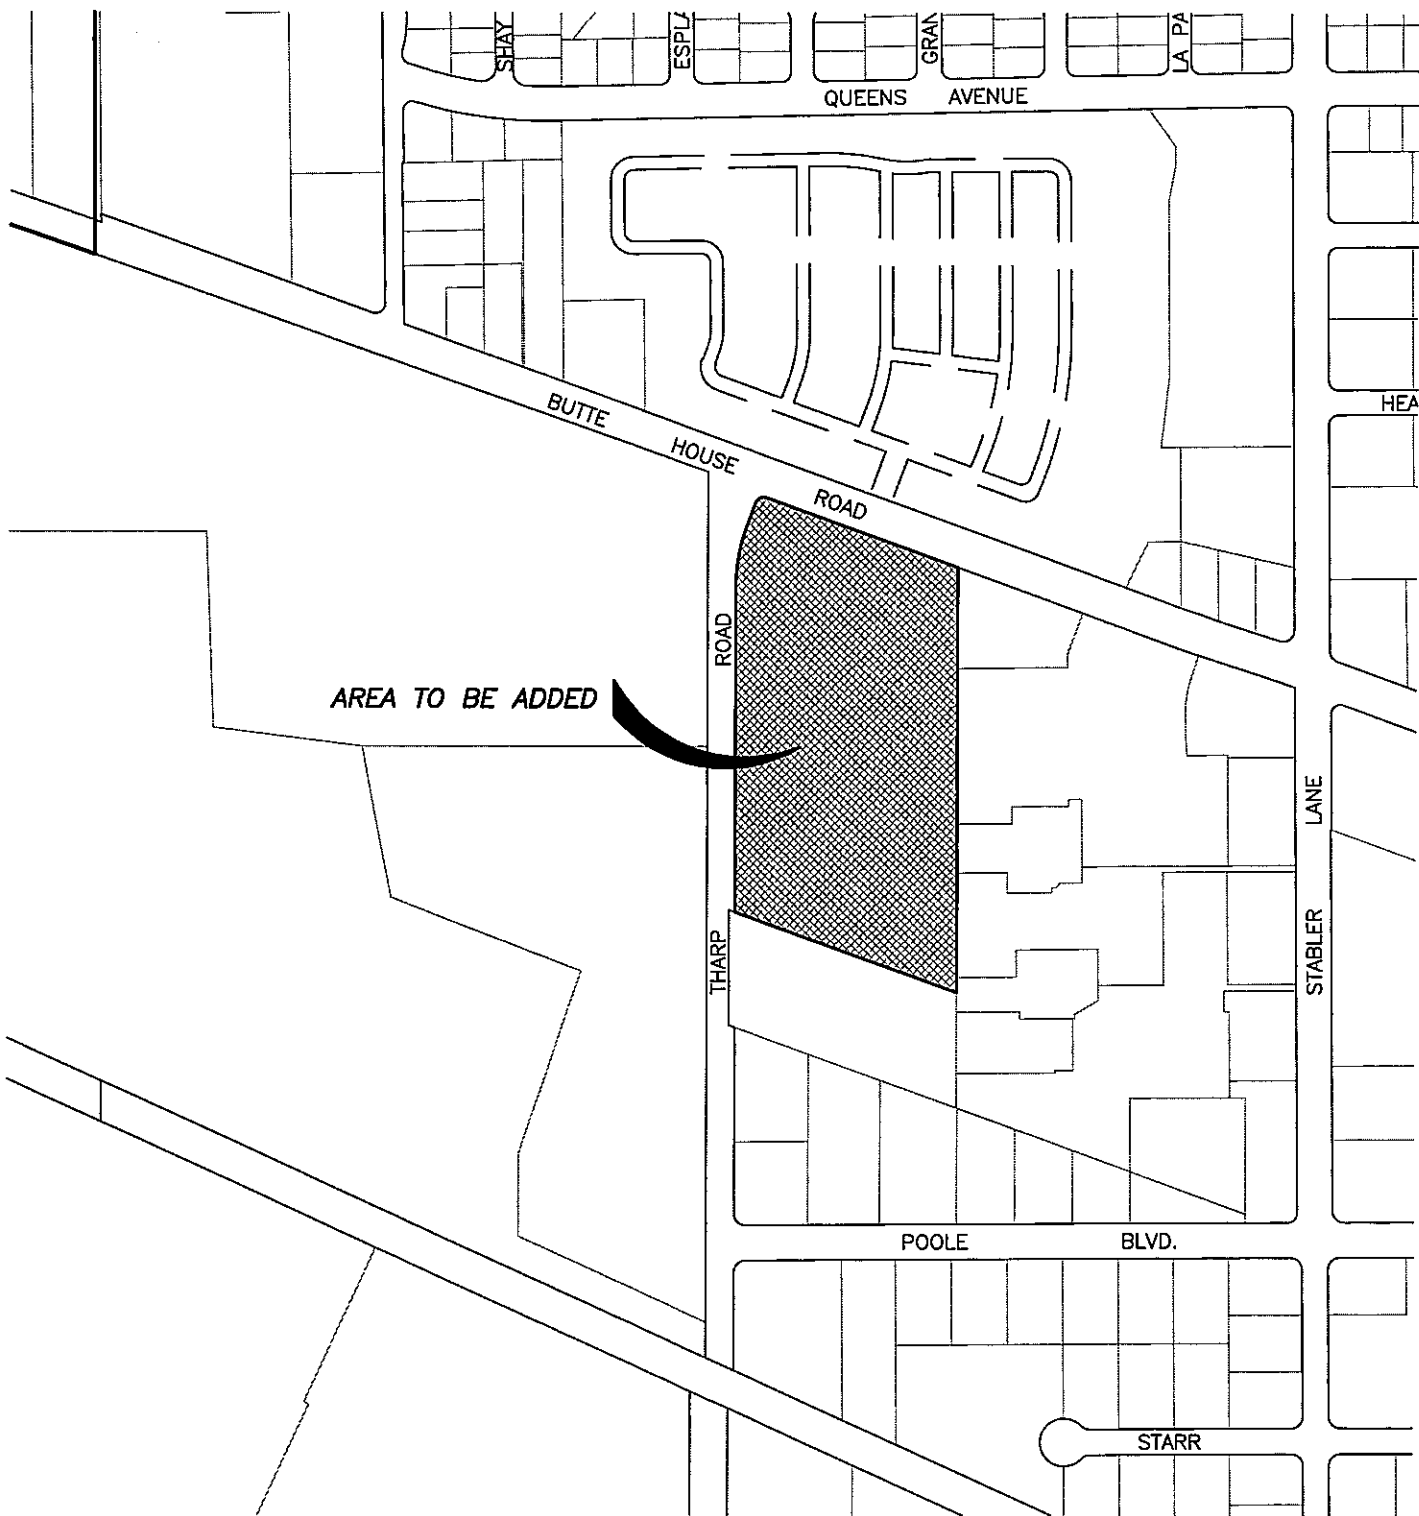 SHAY
ESPLA
GRAN
LA PA
QUEENS AVENUE
HEA
BUTTE HOUSE ROAD
AREA TO BE ADDED
THARP ROAD
STABLER LANE
POOLE BLVD.
STARR